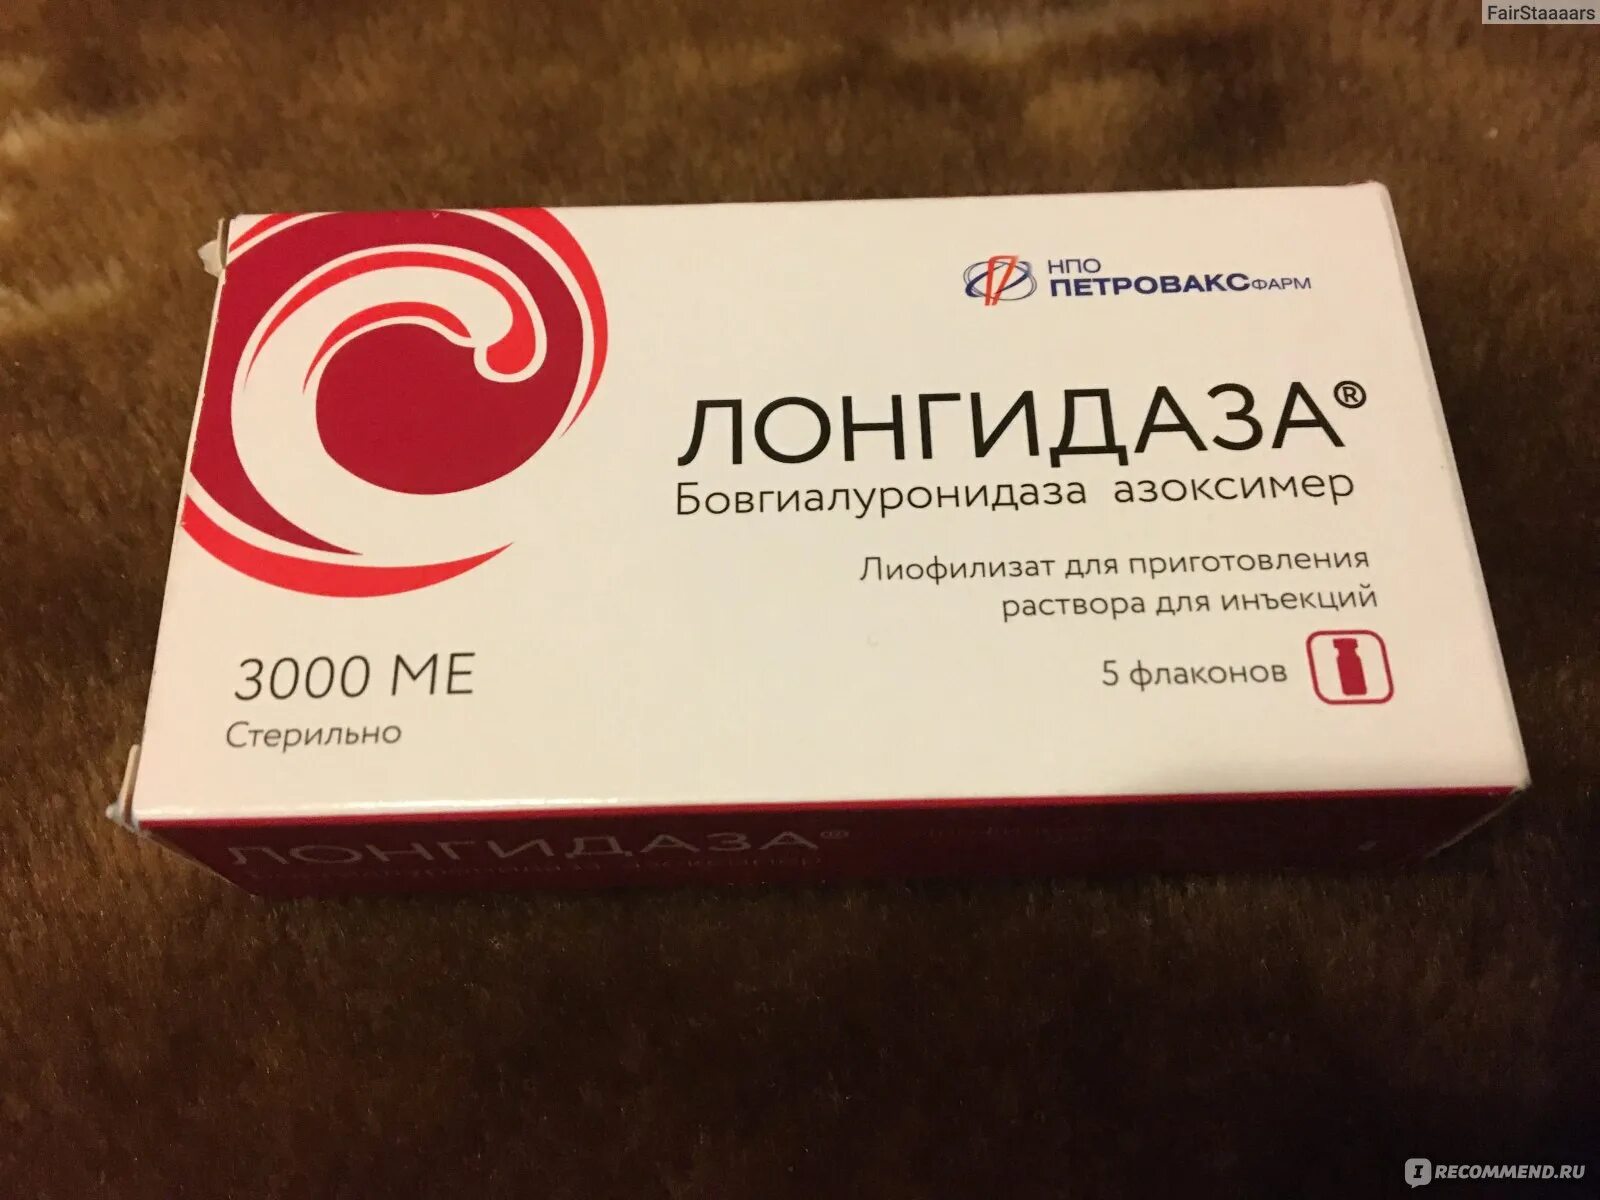 FairStaaaars
НПО
ПЕТРОВАКСФАРМ
ЛОНГИДАЗА®
Бовгиалуронидаза азоксимер
Лиофилизат для приготовления
раствора для инъекций
5 флаконов
3000 МЕ
Стерильно
ЛОНГИДАЗА®
IRECOMMEND.RU